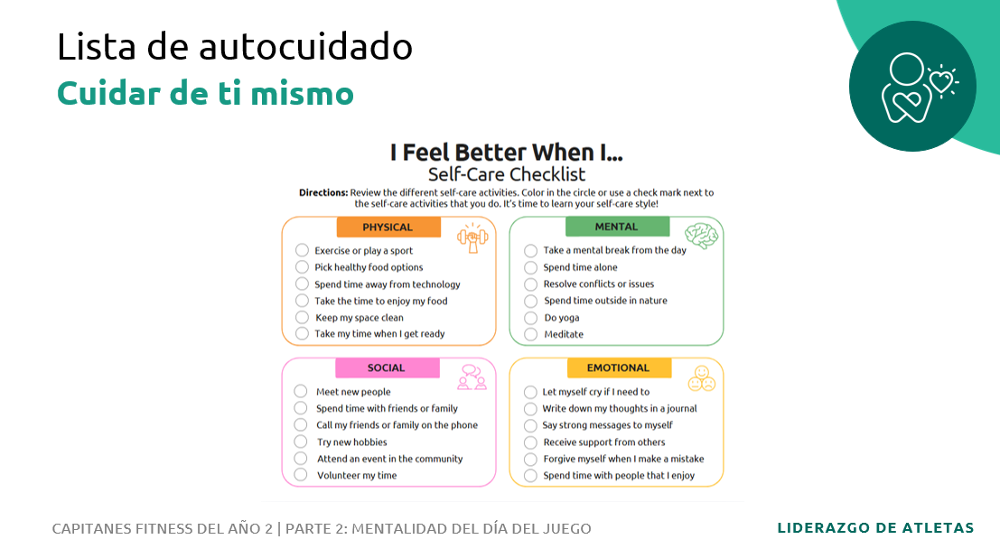 Lista de autocuidado
Cuidar de ti mismo
I Feel Better When I...
Self-Care Checklist
Directions: Review the different self-care activities. Color in the circle or use a check mark next to
the self-care activities that you do. It's time to learn your self-care style!
PHYSICAL
Exercise or play a sport
Pick healthy food options
Spend time away from technology
Take the time to enjoy my food
Keep my space clean
Take my time when I get ready
MENTAL
Take a mental break from the day
Spend time alone
Resolve conflicts or issues
Spend time outside in nature
Do yoga
Meditate
SOCIAL
Meet new people
Spend time with friends or family
Call my friends or family on the phone
Try new hobbies
Attend an event in the community
Volunteer my time
EMOTIONAL
Let myself cry if I need to
Write down my thoughts in a journal
Say strong messages to myself
Receive support from others
Forgive myself when I make a mistake
Spend time with people that I enjoy
CAPITANES FITNESS DEL AÑO 2 | PARTE 2: MENTALIDAD DEL DÍA DEL JUEGO
LIDERAZGO DE ATLETAS